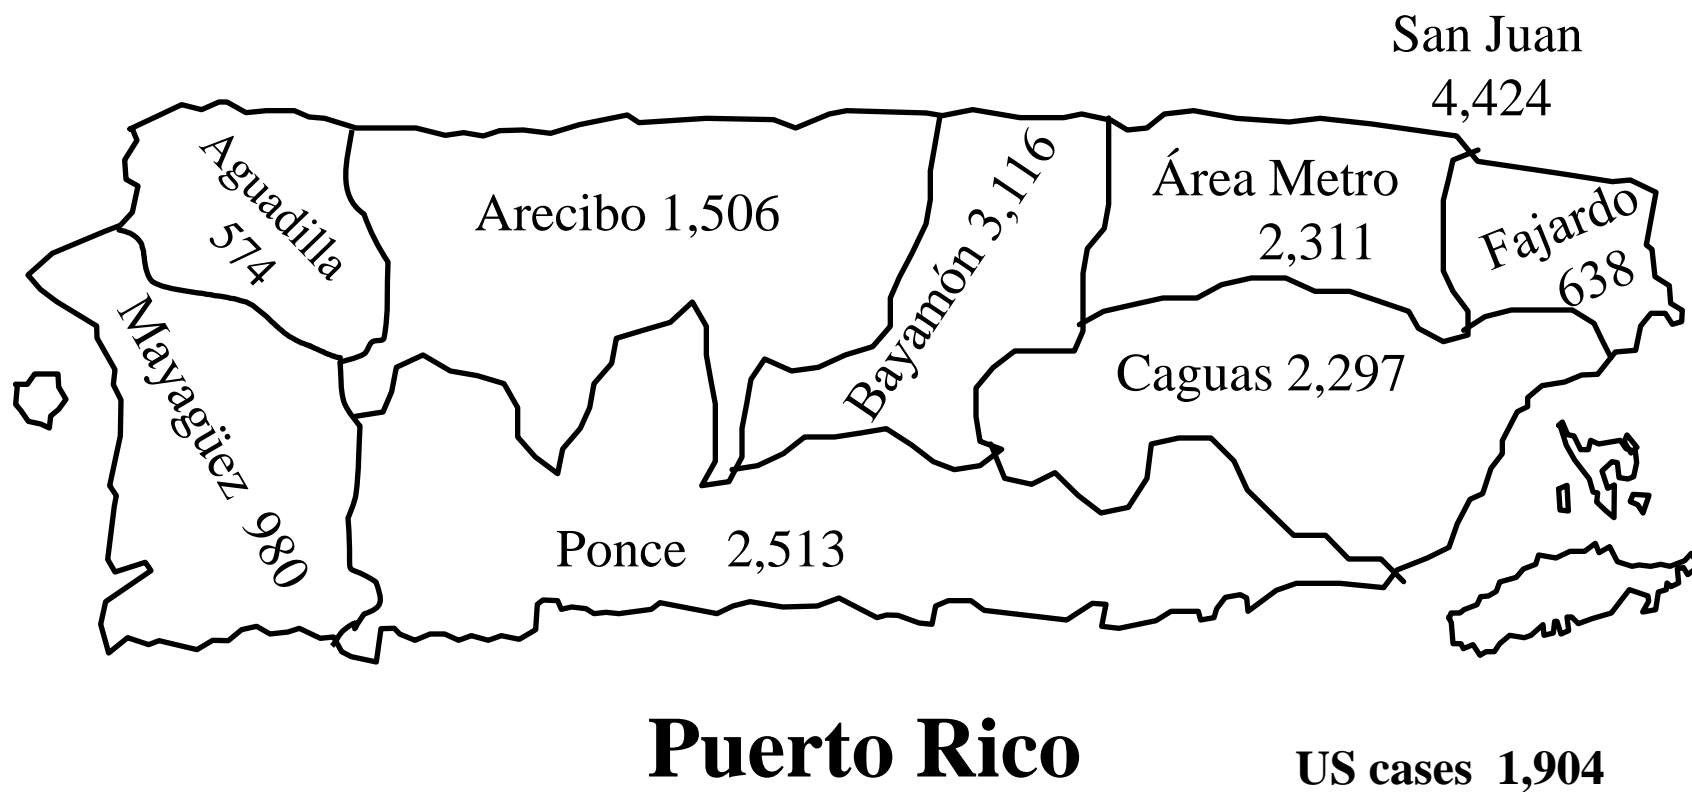 San Juan
4,424
Aguadilla
574
Arecibo 1,506
Bayamón 3,116
Área Metro
2,311
Fajardo
638
Mayagüez 980
Caguas 2,297
Ponce 2,513
Puerto Rico
US cases 1,904